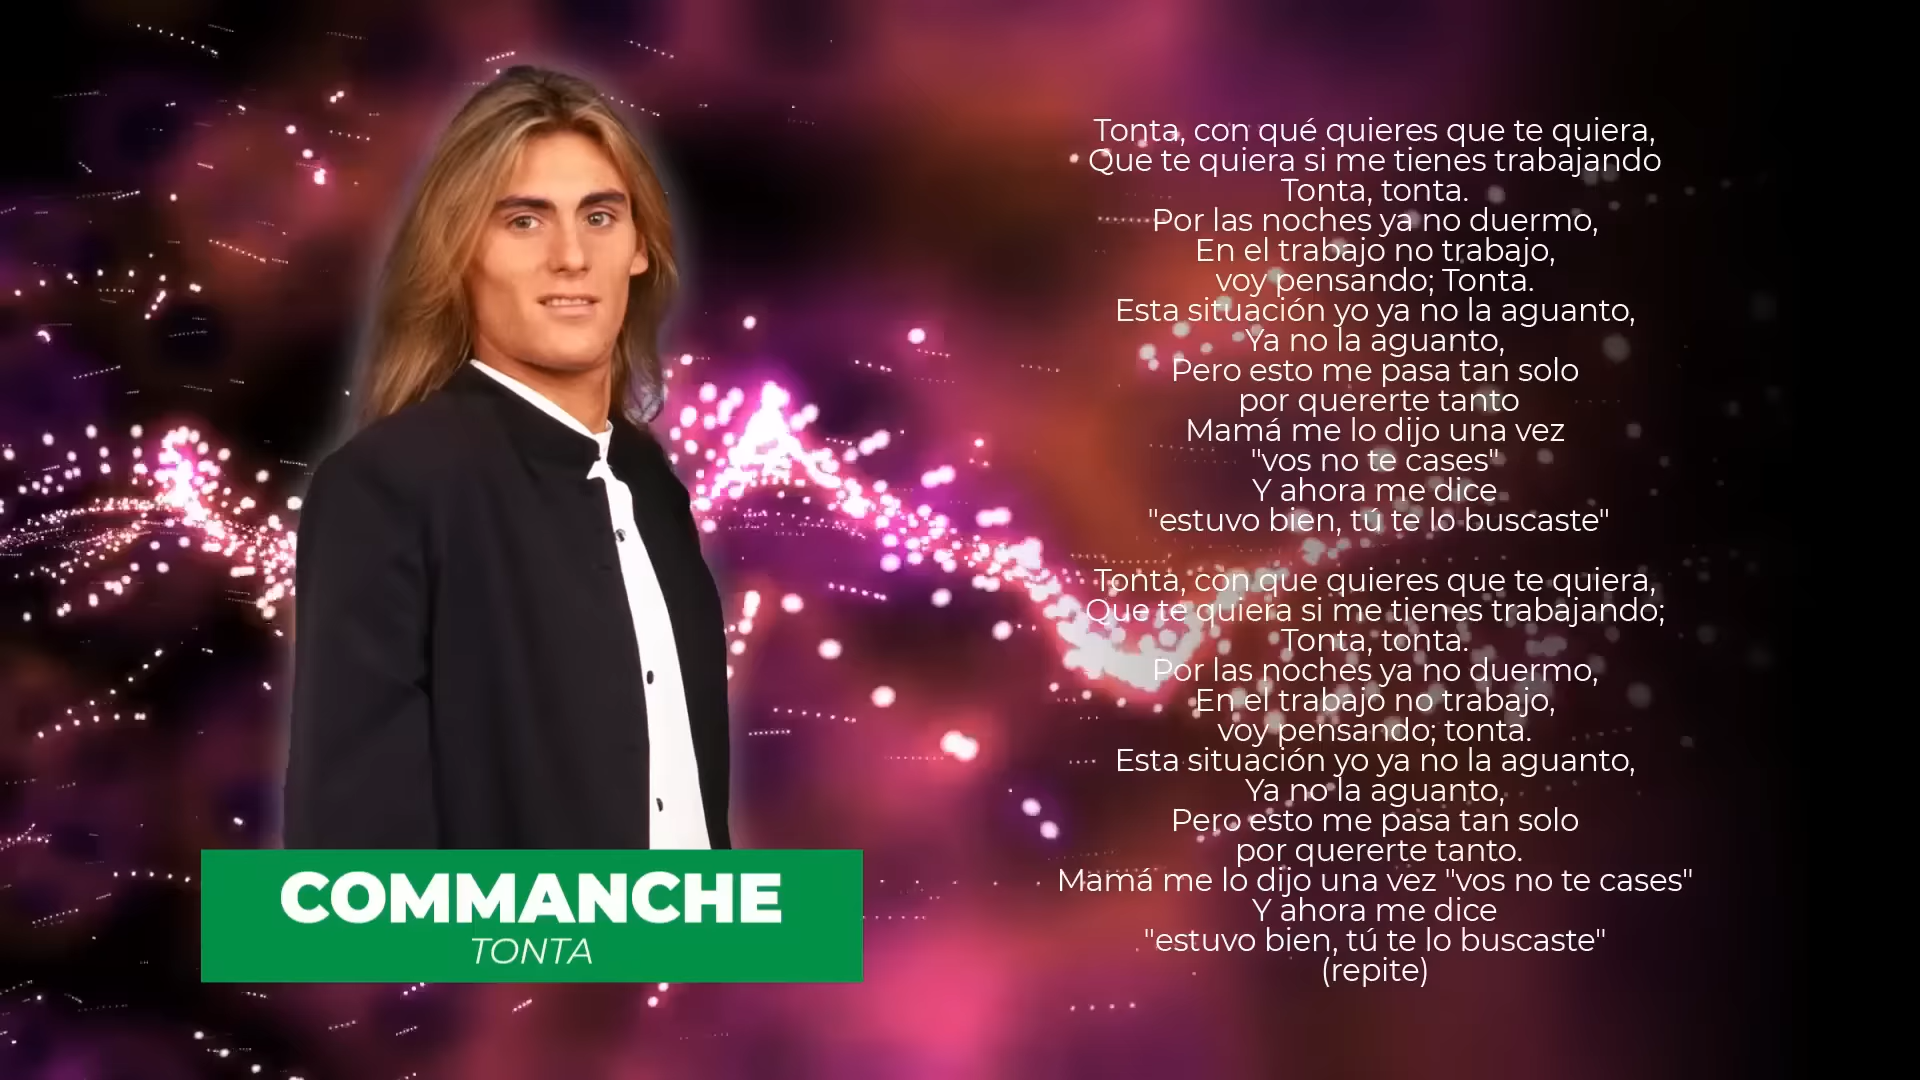 Tonta, con qué quieres que te quiera,
Que te quiera si me tienes trabajando
Tonta, tonta.
Por las noches ya no duermo,
En el trabajo no trabajo,
voy pensando; Tonta.
Esta situación yo ya no la aguanto,
Ya no la aguanto,
Pero esto me pasa tan solo
por quererte tanto
Mamá me lo dijo una vez
"vos no te cases"
Y ahora me dice
"estuvo bien, tú te lo buscaste"
Tonta, con que quieres que te quiera,
Que te quiera si me tienes trabajando;
Tonta, tonta.
Por las noches ya no duermo,
En el trabajo no trabajo,
voy pensando; tonta.
Esta situación yo ya no la aguanto,
Ya no la aguanto,
Pero esto me pasa tan solo
por quererte tanto.
Mamá me lo dijo una vez "vos no te cases"
Y ahora me dice
"estuvo bien, tú te lo buscaste"
(repite)
COMMANCHE
TONTA